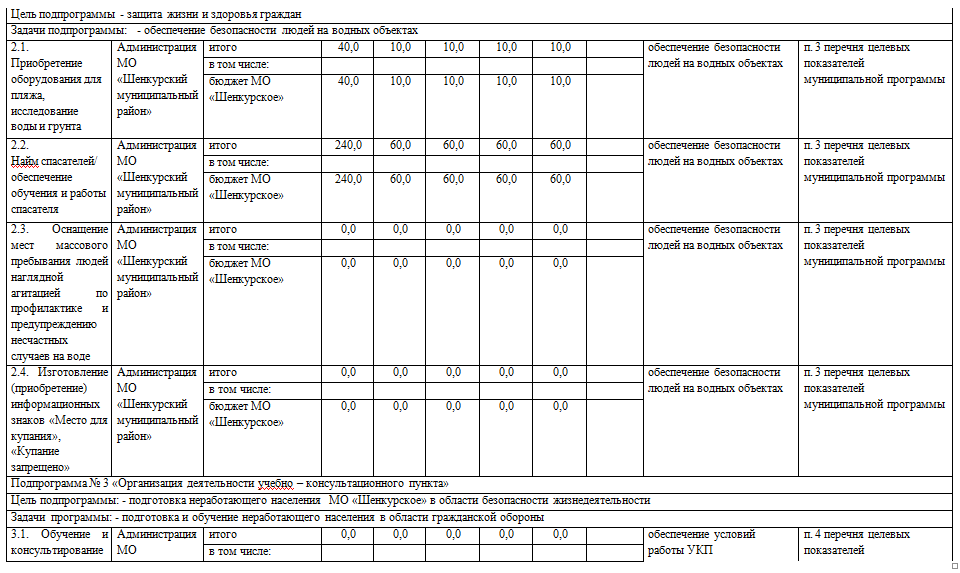 Цель подпрограммы - защита жизни и здоровья граждан
Задачи подпрограммы: - обеспечение безопасности людей на водных объектах
2.1.
Приобретение
оборудования для
пляжа,
исследование
воды и грунта
Администрация
МО
«Шенкурский
муниципальный
район»
итого 40,0 10,0 10,0 10,0 10,0
в том числе:
бюджет МО 40,0 10,0 10,0 10,0 10,0
«Шенкурское»
обеспечение безопасности
людей на водных объектах
п. 3 перечня целевых
показателей
муниципальной программы
2.2.
Найм спасателей/
обеспечение
обучения и работы
спасателя
Администрация
МО
«Шенкурский
муниципальный
район»
итого 240,0 60,0 60,0 60,0 60,0
в том числе:
бюджет МО 240,0 60,0 60,0 60,0 60,0
«Шенкурское»
обеспечение безопасности
людей на водных объектах
п. 3 перечня целевых
показателей
муниципальной программы
2.3. Оснащение
мест массового
пребывания людей
наглядной
агитацией по
профилактике и
предупреждению
несчастных
случаев на воде
Администрация
МО
«Шенкурский
муниципальный
район»
итого 0,0 0,0 0,0 0,0 0,0
в том числе:
бюджет МО 0,0 0,0 0,0 0,0 0,0
«Шенкурское»
обеспечение безопасности
людей на водных объектах
п. 3 перечня целевых
показателей
муниципальной программы
2.4. Изготовление
(приобретение)
информационных
знаков «Место для
купания»,
«Купание
запрещено»
Администрация
МО
«Шенкурский
муниципальный
район»
итого 0,0 0,0 0,0 0,0 0,0
в том числе:
бюджет МО 0,0 0,0 0,0 0,0 0,0
«Шенкурское»
обеспечение безопасности
людей на водных объектах
п. 3 перечня целевых
показателей
муниципальной программы
Подпрограмма № 3 «Организация деятельности учебно – консультационного пункта»
Цель подпрограммы: - подготовка неработающего населения МО «Шенкурское» в области безопасности жизнедеятельности
Задачи программы: - подготовка и обучение неработающего населения в области гражданской обороны
3.1. Обучение и
консультирование
Администрация
МО
итого 0,0 0,0 0,0 0,0 0,0
в том числе:
обеспечение условий
работы УКП
п. 4 перечня целевых
показателей